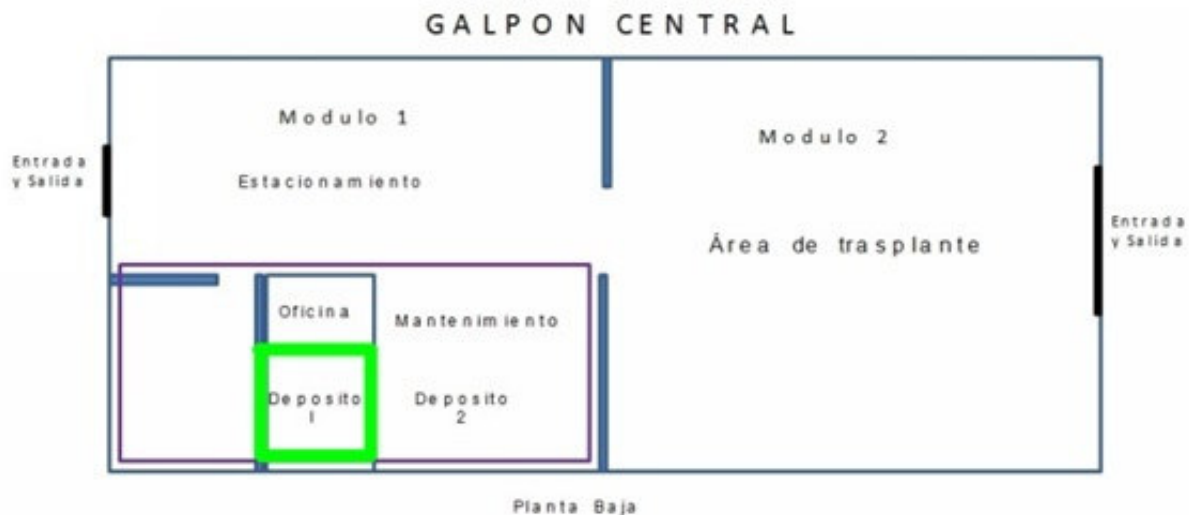 GALPON CENTRAL
Modulo 1
Modulo 2
Entrada
y Salida
Estacionamiento
Entrada
y Salida
Área de trasplante
Oficina
Mantenimiento
Deposito
1
Deposito
2
Planta Baja